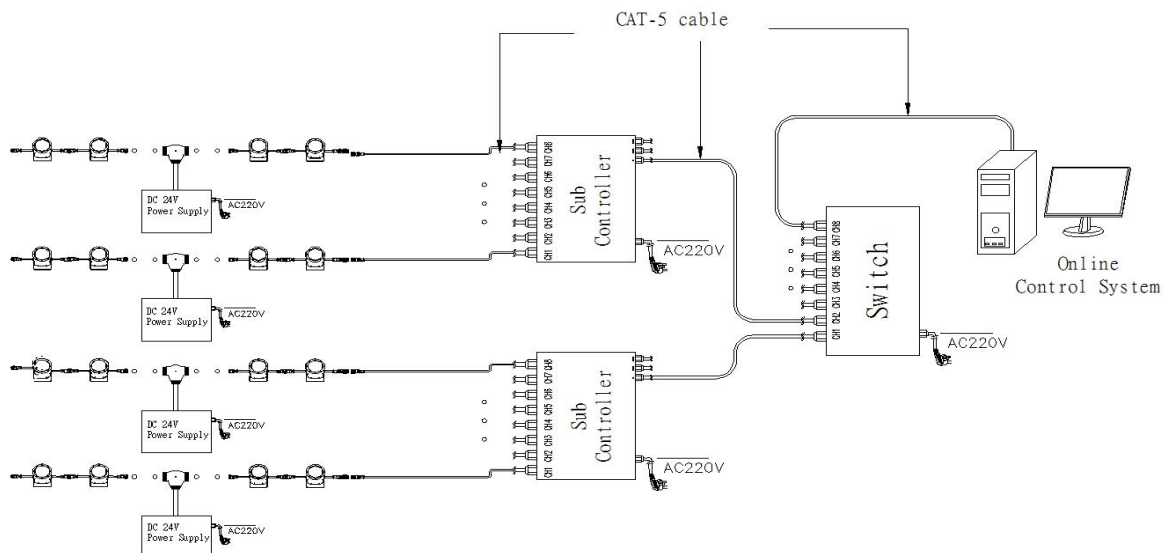 CAT-5 cable
DC 24V
Power Supply
AC220V
DC 24V
Power Supply
AC220V
DC 24V
Power Supply
AC220V
DC 24V
Power Supply
AC220V
CH8
CH7
CH6
CH5
CH4
CH3
CH2
CH1
Sub
Controller
AC220V
CH8
CH7
CH6
CH5
CH4
CH3
CH2
CH1
Sub
Controller
AC220V
CH8
CH7
CH6
CH5
CH4
CH3
CH2
CH1
Switch
AC220V
Online
Control System